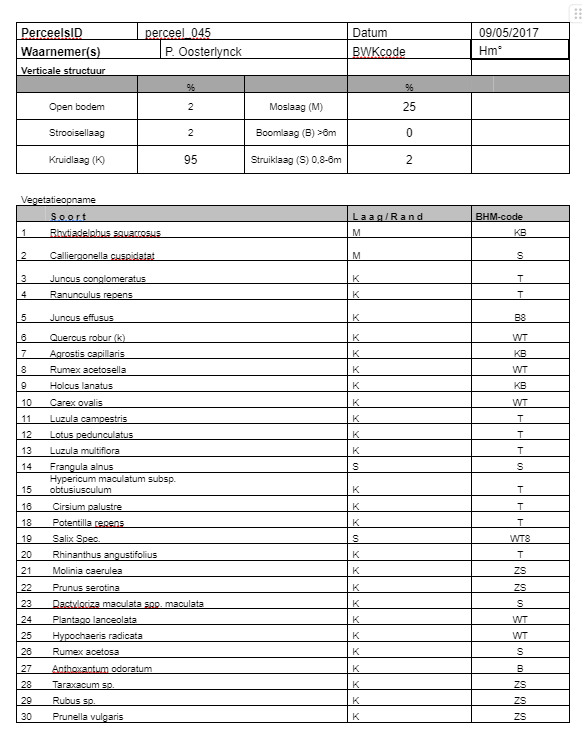 PerceelsID perceel_045 Datum 09/05/2017
Waarnemer(s) P. Oosterlynck BWKcode Hm°
Verticale structuur
% %
Open bodem 2 Moslaag (M) 25
Strooisellaag 2 Boomlaag (B) >6m 0
Kruidlaag (K) 95 Struiklaag (S) 0,8-6m 2
Vegetatieopname
Soort Laag/Rand BHM-code
1 Rhytiadelphus squarrosus M KB
2 Calliergonella cuspidatat M S
3 Juncus conglomeratus K T
4 Ranunculus repens K T
5 Juncus effusus K B8
6 Quercus robur (k) K WT
7 Agrostis capillaris K KB
8 Rumex acetosella K WT
9 Holcus lanatus K KB
10 Carex ovalis K WT
11 Luzula campestris K T
12 Lotus pedunculatus K T
13 Luzula multiflora K T
14 Frangula alnus S S
Hypericum maculatum subsp.
15 obtusiusculum K T
16 Cirsium palustre K T
18 Potentilla repens K T
19 Salix Spec. S WT8
20 Rhinanthus angustifolius K T
21 Molinia caerulea K ZS
22 Prunus serotina K ZS
23 Dactyloriza maculata spp. maculata K S
24 Plantago lanceolata K WT
25 Hypochaeris radicata K WT
26 Rumex acetosa K S
27 Anthoxantum odoratum K B
28 Taraxacum sp. K ZS
29 Rubus sp. K ZS
30 Prunella vulgaris K ZS